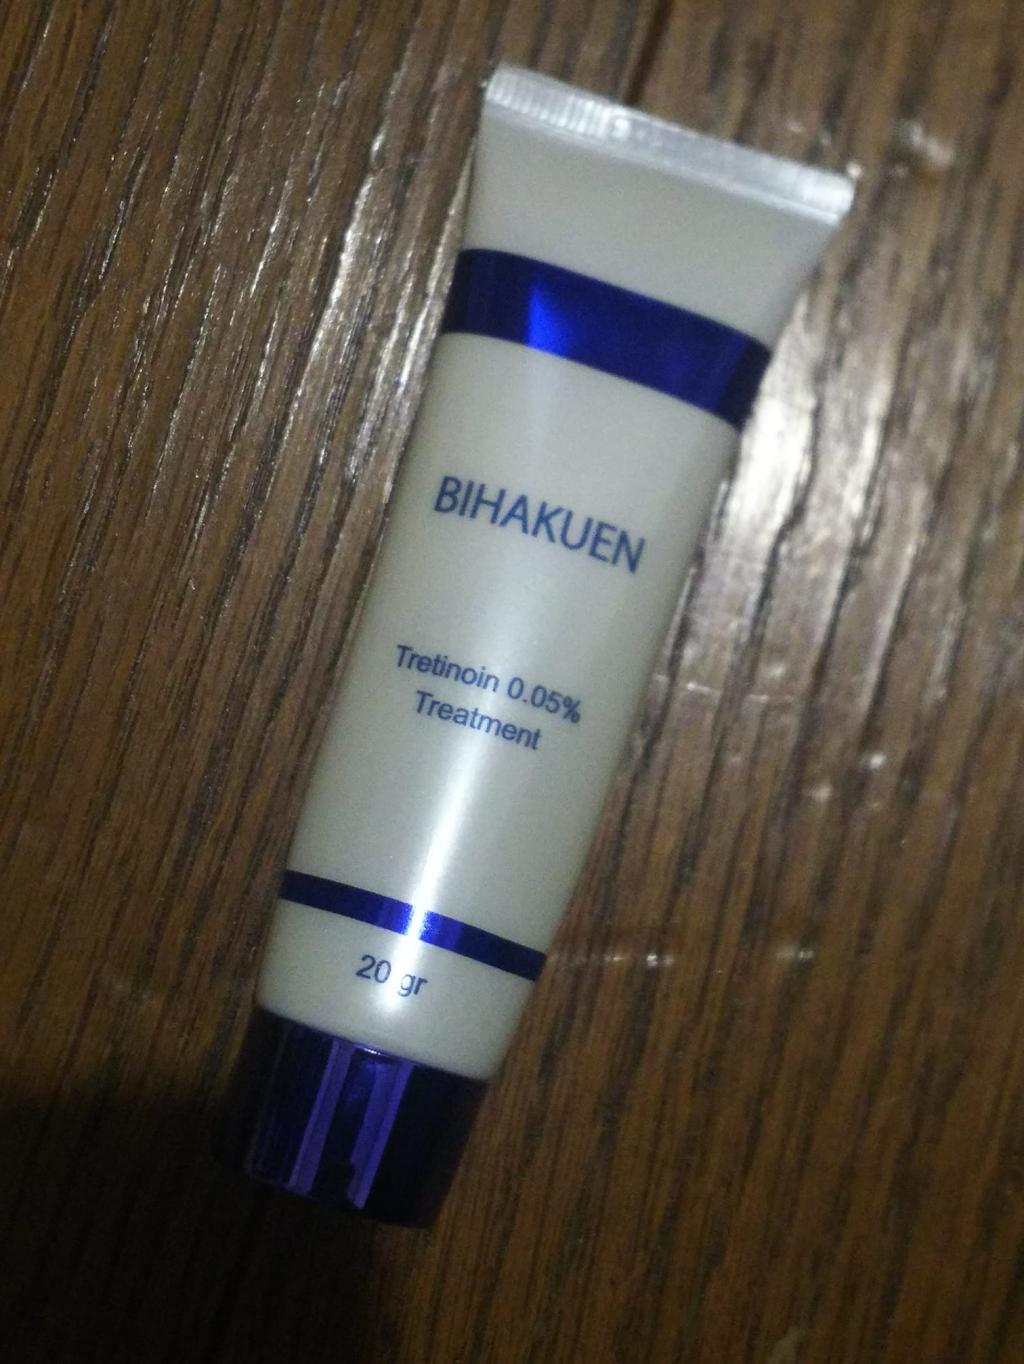 BIHAKUEN
Tretinoin 0.05%
Treatment
20 gr